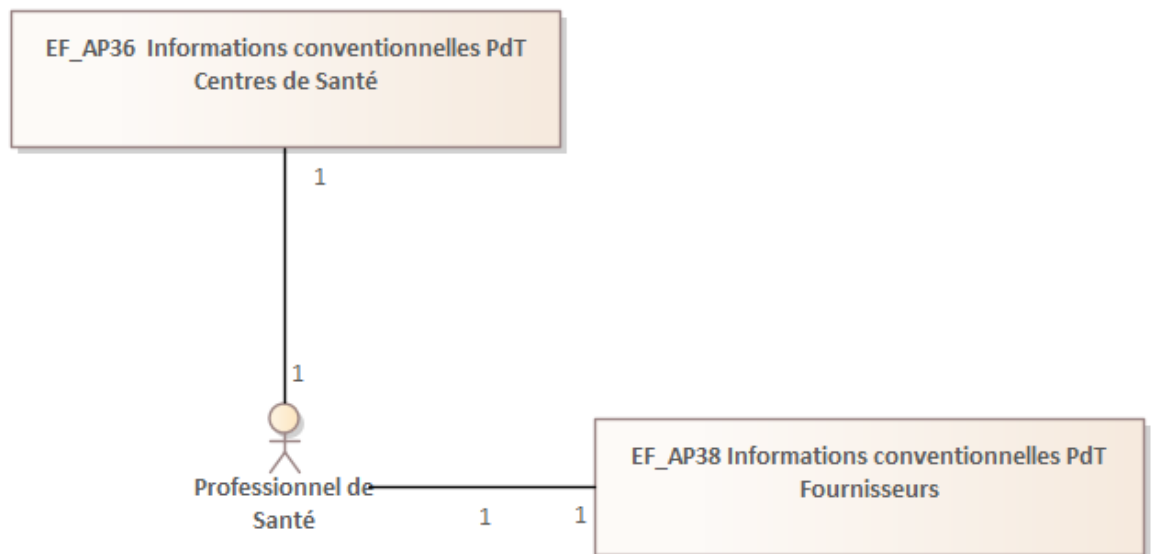 EF_AP36 Informations conventionnelles PdT
Centres de Santé
1
1
EF_AP38 Informations conventionnelles PdT
Fournisseurs
Professionnel de
Santé
1
1